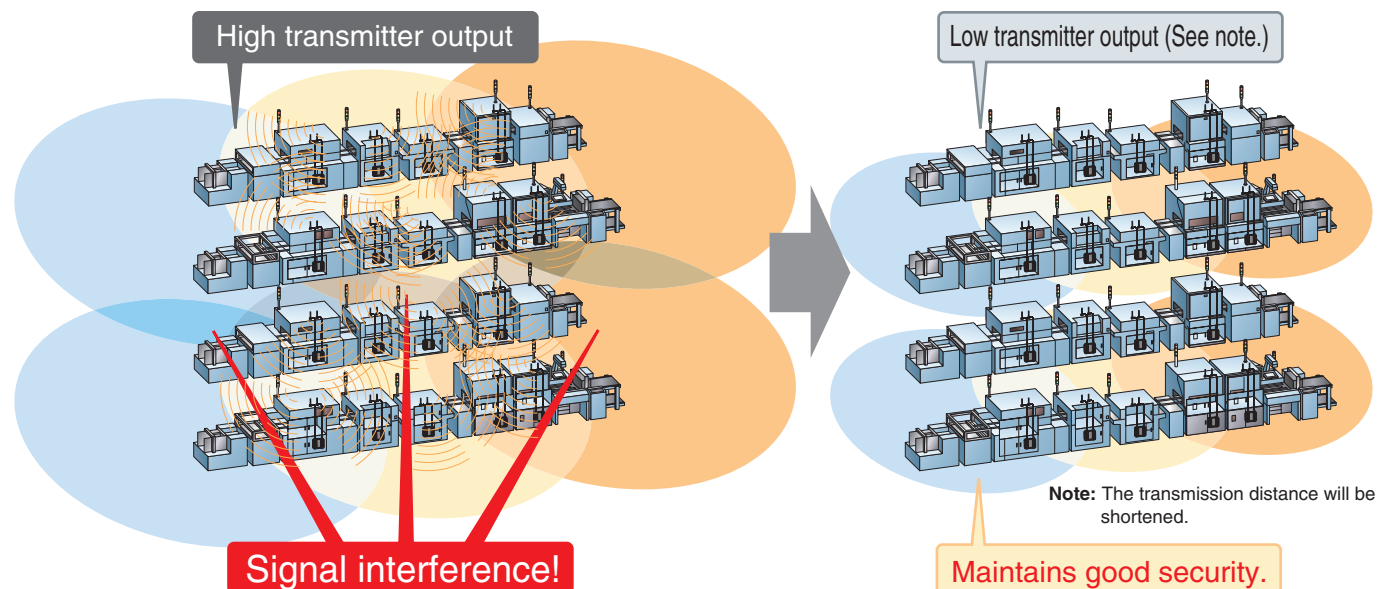 High transmitter output
Low transmitter output (See note.)
Signal interference!
Note: The transmission distance will be
shortened.
Maintains good security.